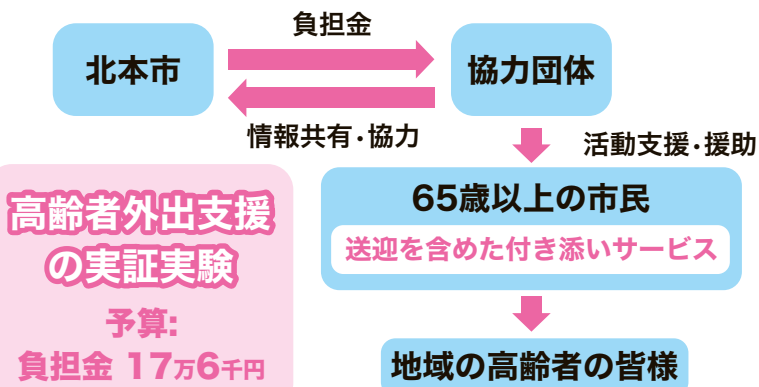 負担金
北本市
協力団体
情報共有・協力
活動支援・援助
65歳以上の市民
送迎を含めた付き添いサービス
地域の高齢者の皆様
高齢者外出支援
の実証実験
予算:
負担金 17万6千円